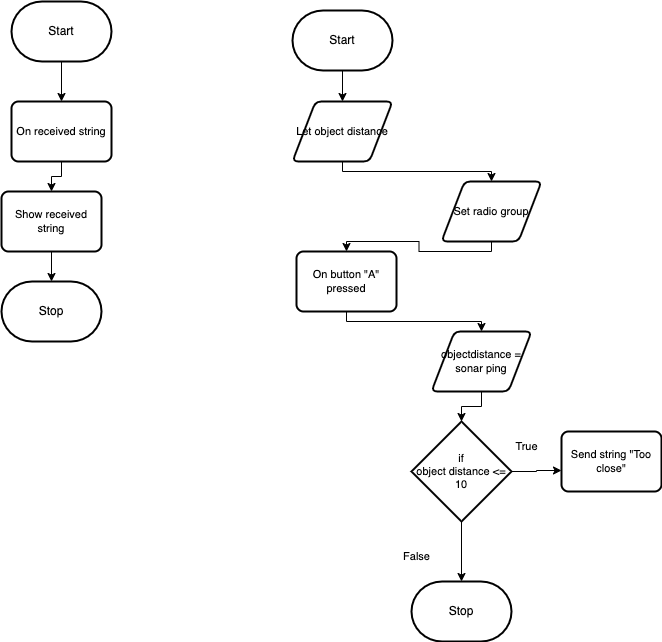 Start
On received string
Show received
string
Stop
Start
Let object distance
Set radio group
On button "A"
pressed
objectdistance =
sonar ping
if
object distance <=
10
True
Send string "Too
close"
False
Stop